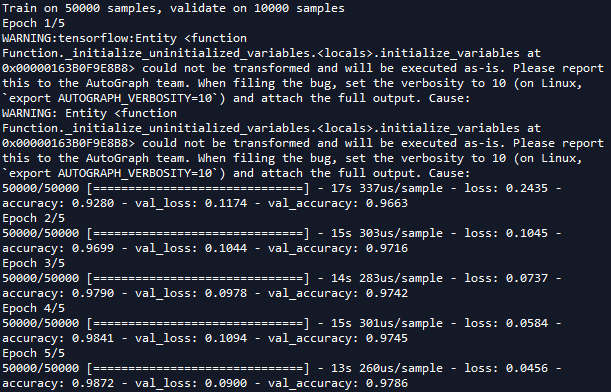 Train on 50000 samples, validate on 10000 samples
Epoch 1/5
WARNING:tensorflow:Entity <function
Function._initialize_uninitialized_variables.<locals>.initialize_variables at
0x00000163B0F9E8B8> could not be transformed and will be executed as-is. Please report
this to the AutoGraph team. When filing the bug, set the verbosity to 10 (on Linux,
`export AUTOGRAPH_VERBOSITY=10`) and attach the full output. Cause:
WARNING: Entity <function
Function._initialize_uninitialized_variables.<locals>.initialize_variables at
0x00000163B0F9E8B8> could not be transformed and will be executed as-is. Please report
this to the AutoGraph team. When filing the bug, set the verbosity to 10 (on Linux,
`export AUTOGRAPH_VERBOSITY=10`) and attach the full output. Cause:
50000/50000 [==============================] - 17s 337us/sample - loss: 0.2435 -
accuracy: 0.9280 - val_loss: 0.1174 - val_accuracy: 0.9663
Epoch 2/5
50000/50000 [==============================] - 15s 303us/sample - loss: 0.1045 -
accuracy: 0.9699 - val_loss: 0.1044 - val_accuracy: 0.9716
Epoch 3/5
50000/50000 [==============================] - 14s 283us/sample - loss: 0.0737 -
accuracy: 0.9790 - val_loss: 0.0978 - val_accuracy: 0.9742
Epoch 4/5
50000/50000 [==============================] - 15s 301us/sample - loss: 0.0584 -
accuracy: 0.9841 - val_loss: 0.1094 - val_accuracy: 0.9745
Epoch 5/5
50000/50000 [==============================] - 13s 260us/sample - loss: 0.0456 -
accuracy: 0.9872 - val_loss: 0.0900 - val_accuracy: 0.9786